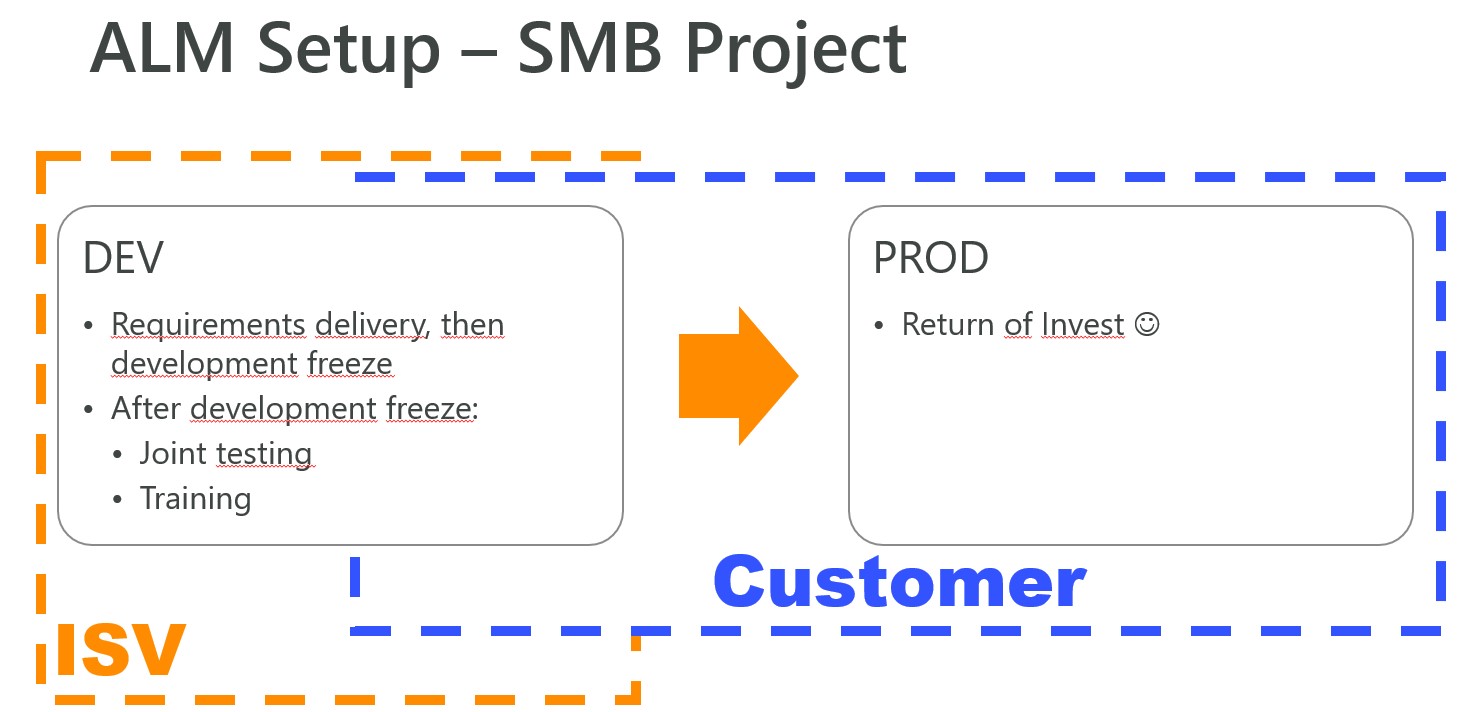 ALM Setup – SMB Project
DEV
• Requirements delivery, then
development freeze
• After development freeze:
• Joint testing
• Training
PROD
• Return of Invest ☺
Customer
ISV